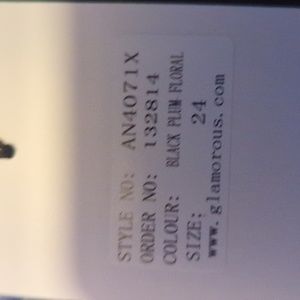 STYLE NO: AN4071X
ORDER NO: 132814
COLOUR: BLACK PLUM FLORAL
SIZE: 24
www.glamorous.com